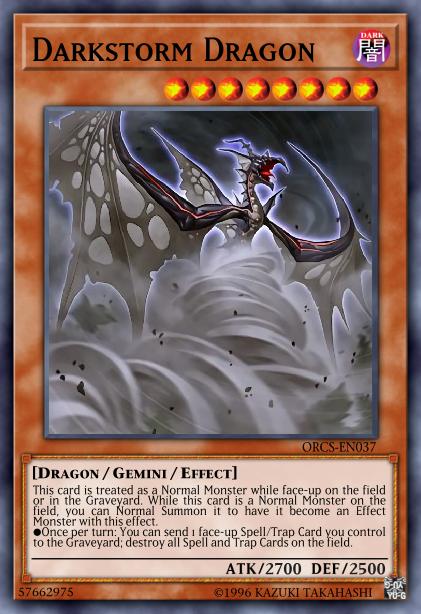 DARKSTORM DRAGON
DARK
闇
ORCS-EN037
[DRAGON / GEMINI / EFFECT]
This card is treated as a Normal Monster while face-up on the field
or in the Graveyard. While this card is a Normal Monster on the
field, you can Normal Summon it to have it become an Effect
Monster with this effect.
●Once per turn: You can send 1 face-up Spell/Trap Card you control
to the Graveyard; destroy all Spell and Trap Cards on the field.
ATK/2700 DEF/2500
57662975
©1996 KAZUKI TAKAHASHI